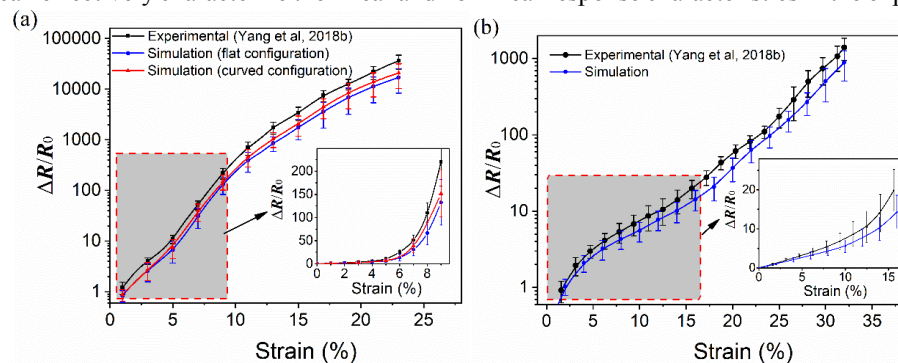 (a)
100000
10000
1000
100
10
1
ΔR/R0
Experimental (Yang et al, 2018b)
Simulation (flat configuration)
Simulation (curved configuration)
200
150
100
50
0
ΔR/R0
0 2 4 6 8
Strain (%)
0 5 10 15 20 25
Strain (%)
(b)
1000
100
10
1
ΔR/R0
Experimental (Yang et al, 2018b)
Simulation
20
10
0
ΔR/R0
0 5 10 15
Strain (%)
0 5 10 15 20 25 30 35
Strain (%)